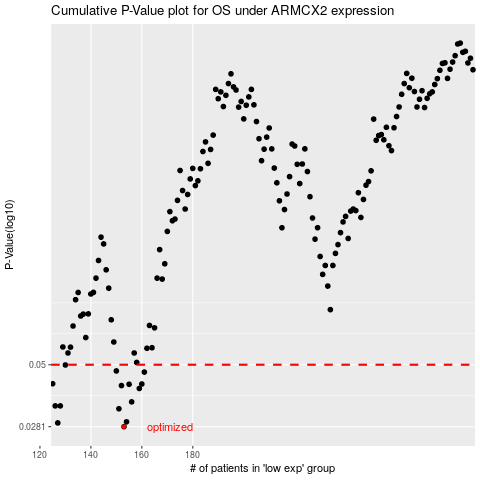 Cumulative P-Value plot for OS under ARMCX2 expression
P-Value(log10)
0.05
0.0281
optimized
120 140 160 180
# of patients in 'low exp' group